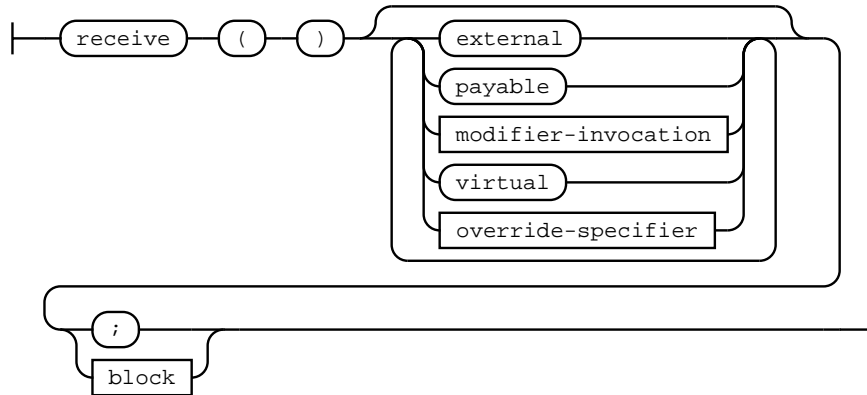 receive ( ) external
payable
modifier-invocation
virtual
override-specifier
;
block